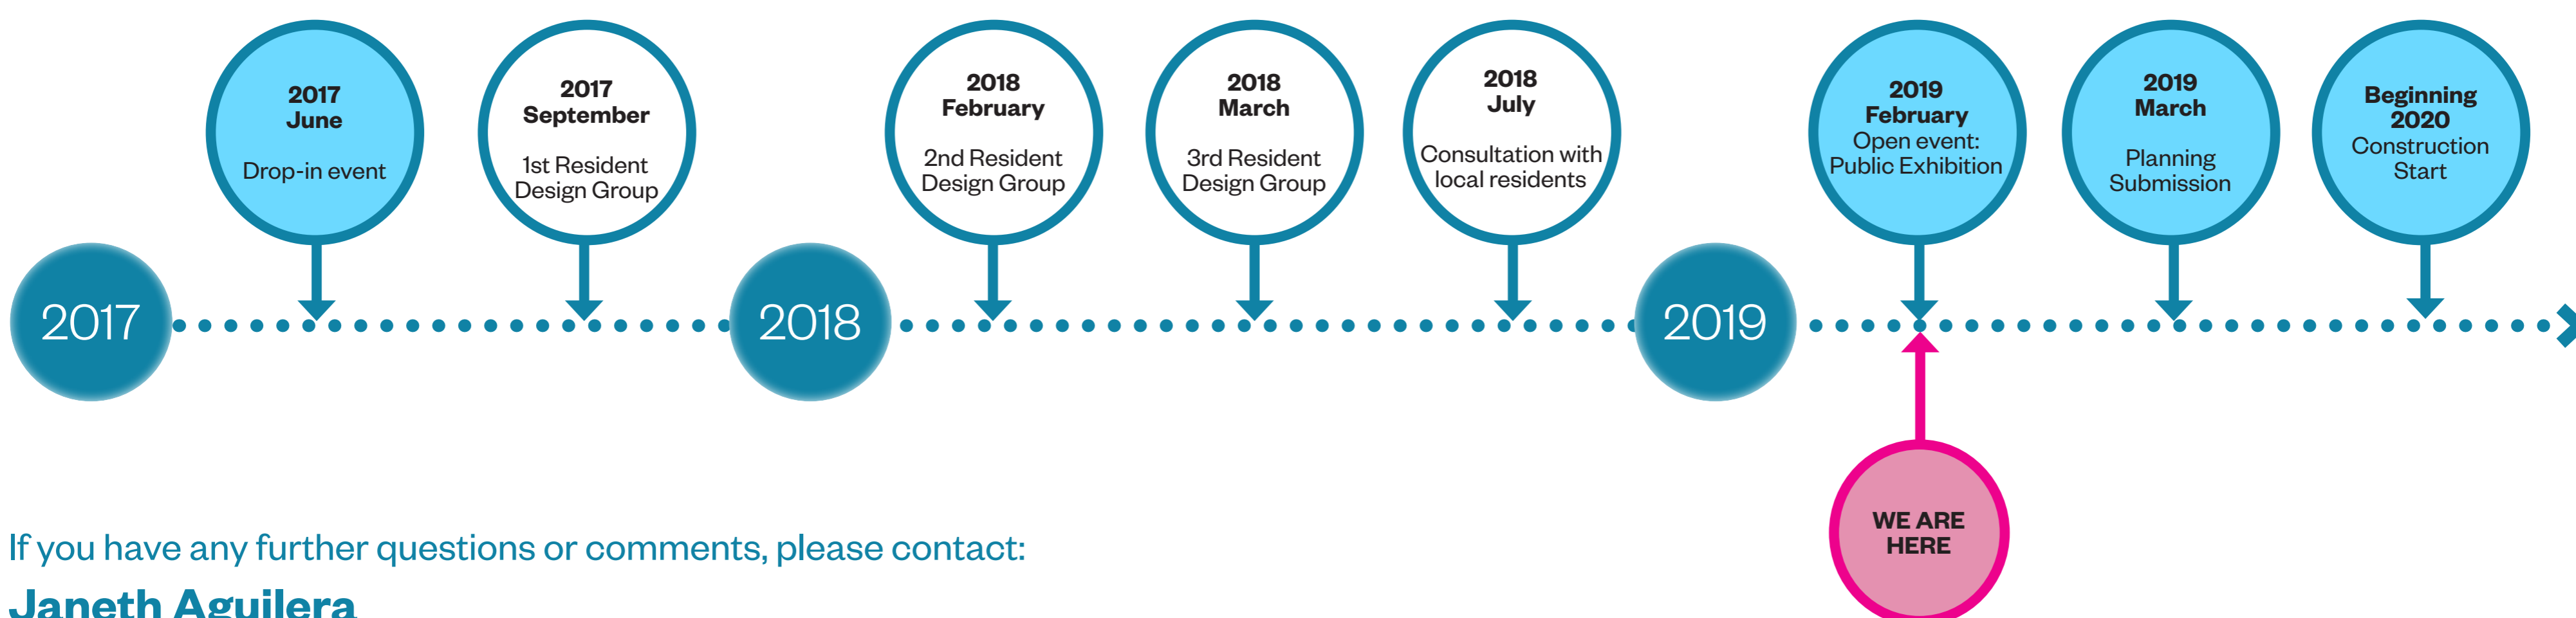 2017
June
Drop-in event
2017
September
1st Resident
Design Group
2018
February
2nd Resident
Design Group
2018
March
3rd Resident
Design Group
2018
July
Consultation with
local residents
2019
February
Open event:
Public Exhibition
2019
March
Planning
Submission
Beginning
2020
Construction
Start
2017
2018
2019
WE ARE
HERE
If you have any further questions or comments, please contact:
Janeth Aguilera